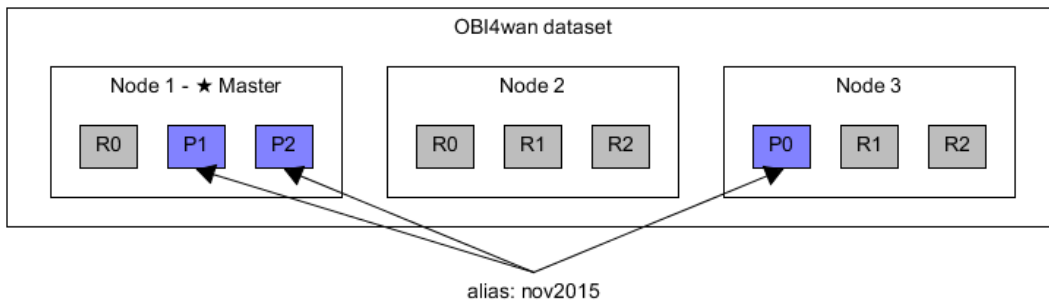 OBI4wan dataset
Node 1 - ★ Master
Node 2
Node 3
R0 P1 P2
R0 R1 R2
P0 R1 R2
alias: nov2015